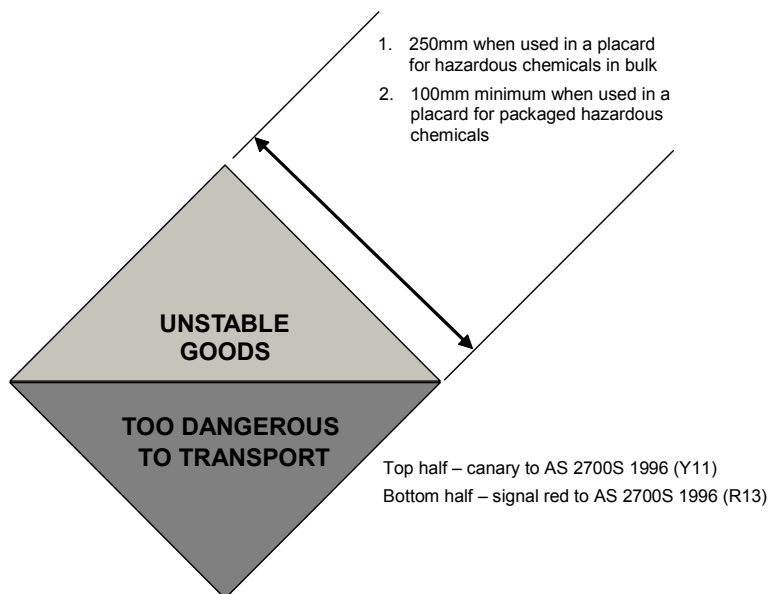 1. 250mm when used in a placard
for hazardous chemicals in bulk
2. 100mm minimum when used in a
placard for packaged hazardous
chemicals
UNSTABLE
GOODS
TOO DANGEROUS
TO TRANSPORT
Top half – canary to AS 2700S 1996 (Y11)
Bottom half – signal red to AS 2700S 1996 (R13)